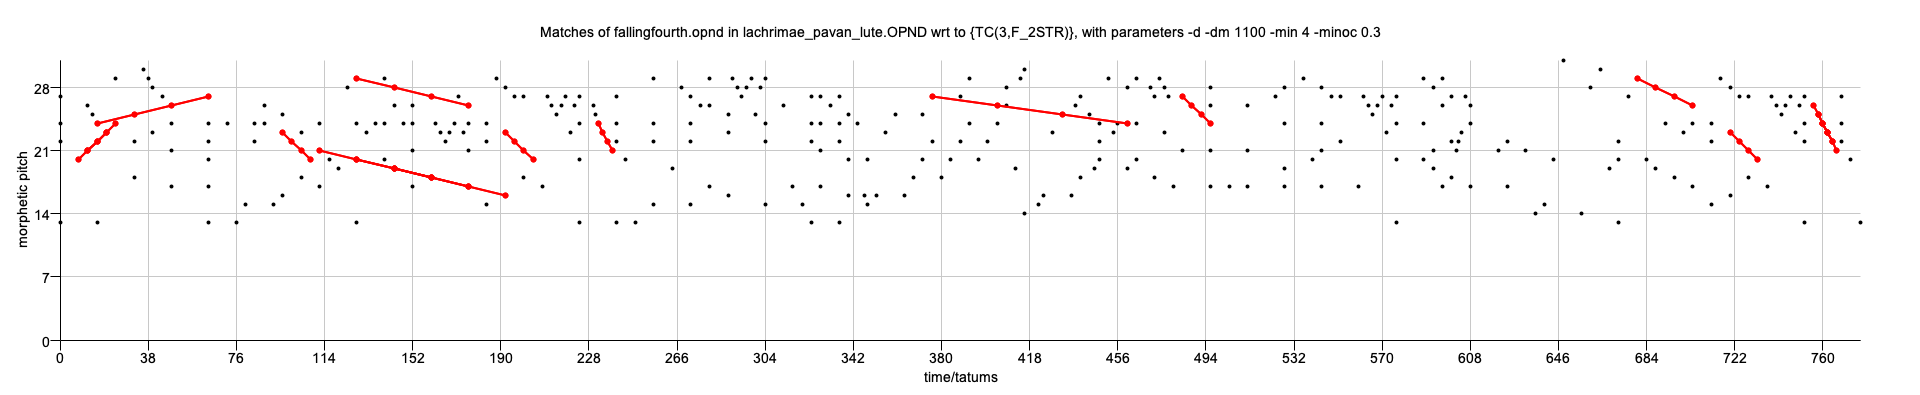 Matches of fallingfourth.opnd in lachrimae_pavan_lute.OPND wrt to {TC(3,F_2STR)}, with parameters -d -dm 1100 -min 4 -minoc 0.3
28
21
14
7
0
morphetic pitch
0 38 76 114 152 190 228 266 304 342 380 418 456 494 532 570 608 646 684 722 760
time/tatums